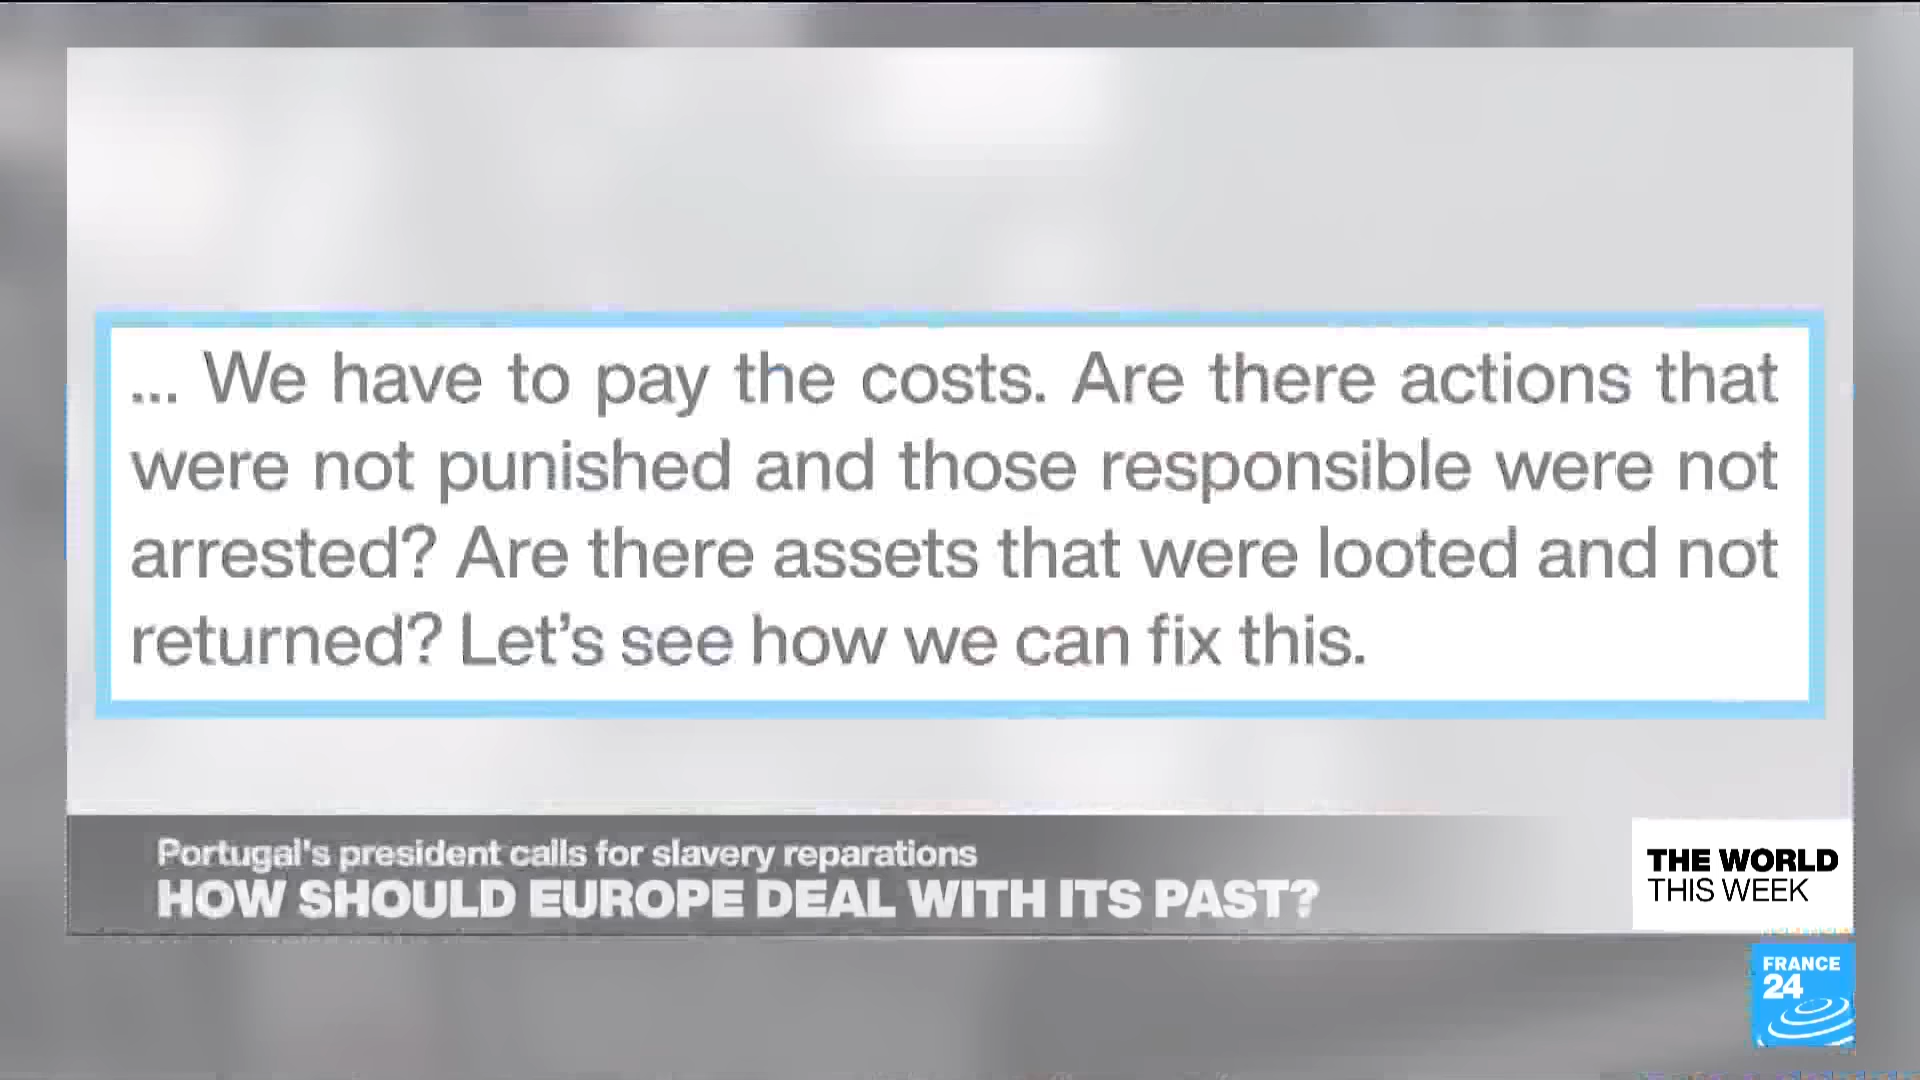 ... We have to pay the costs. Are there actions that
were not punished and those responsible were not
arrested? Are there assets that were looted and not
returned? Let’s see how we can fix this.
Portugal's president calls for slavery reparations
HOW SHOULD EUROPE DEAL WITH ITS PAST?
THE WORLD
THIS WEEK
FRANCE
24